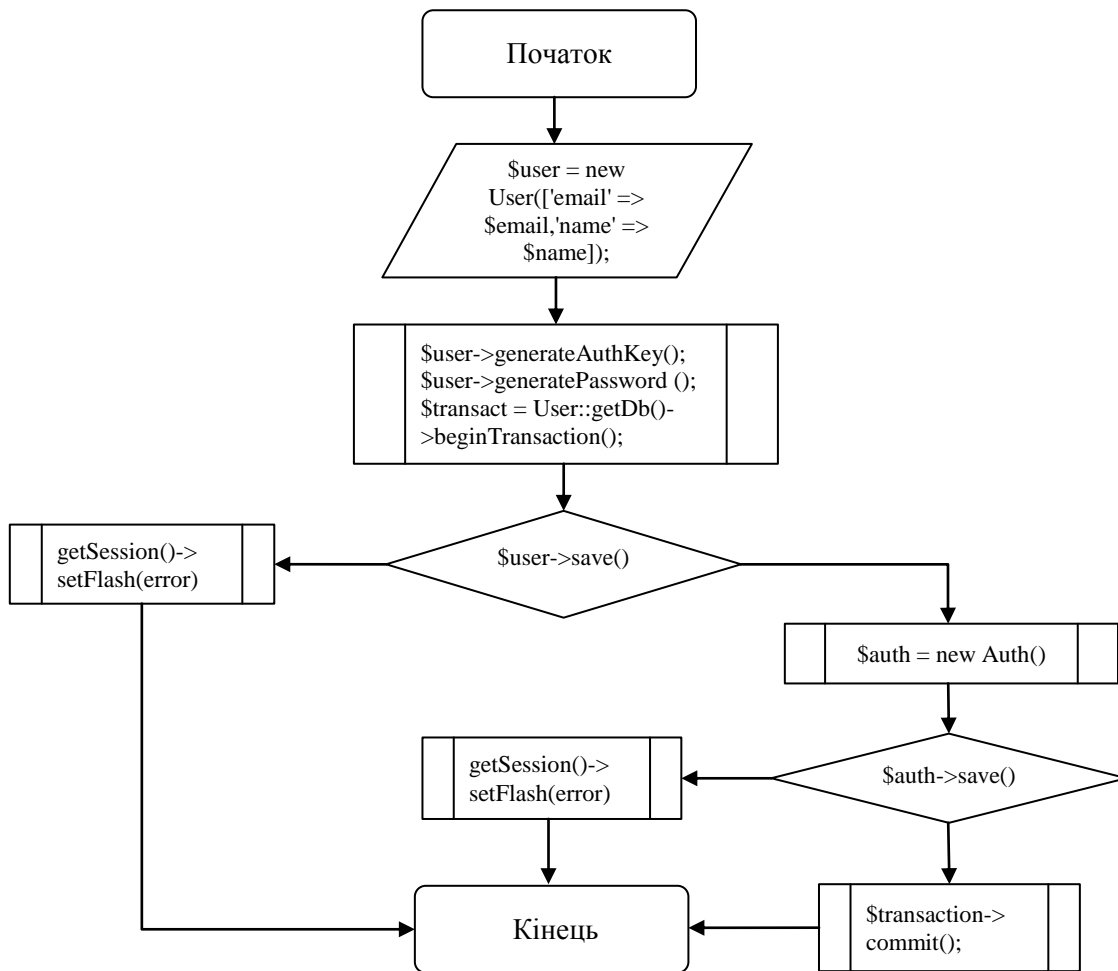 Початок
$user = new
User(['email' =>
$email,'name' =>
$name]);
$user->generateAuthKey();
$user->generatePassword ();
$transact = User::getDb()-
>beginTransaction();
$user->save()
getSession()->
setFlash(error)
$auth = new Auth()
$auth->save()
getSession()->
setFlash(error)
$transaction->
commit();
Кінець